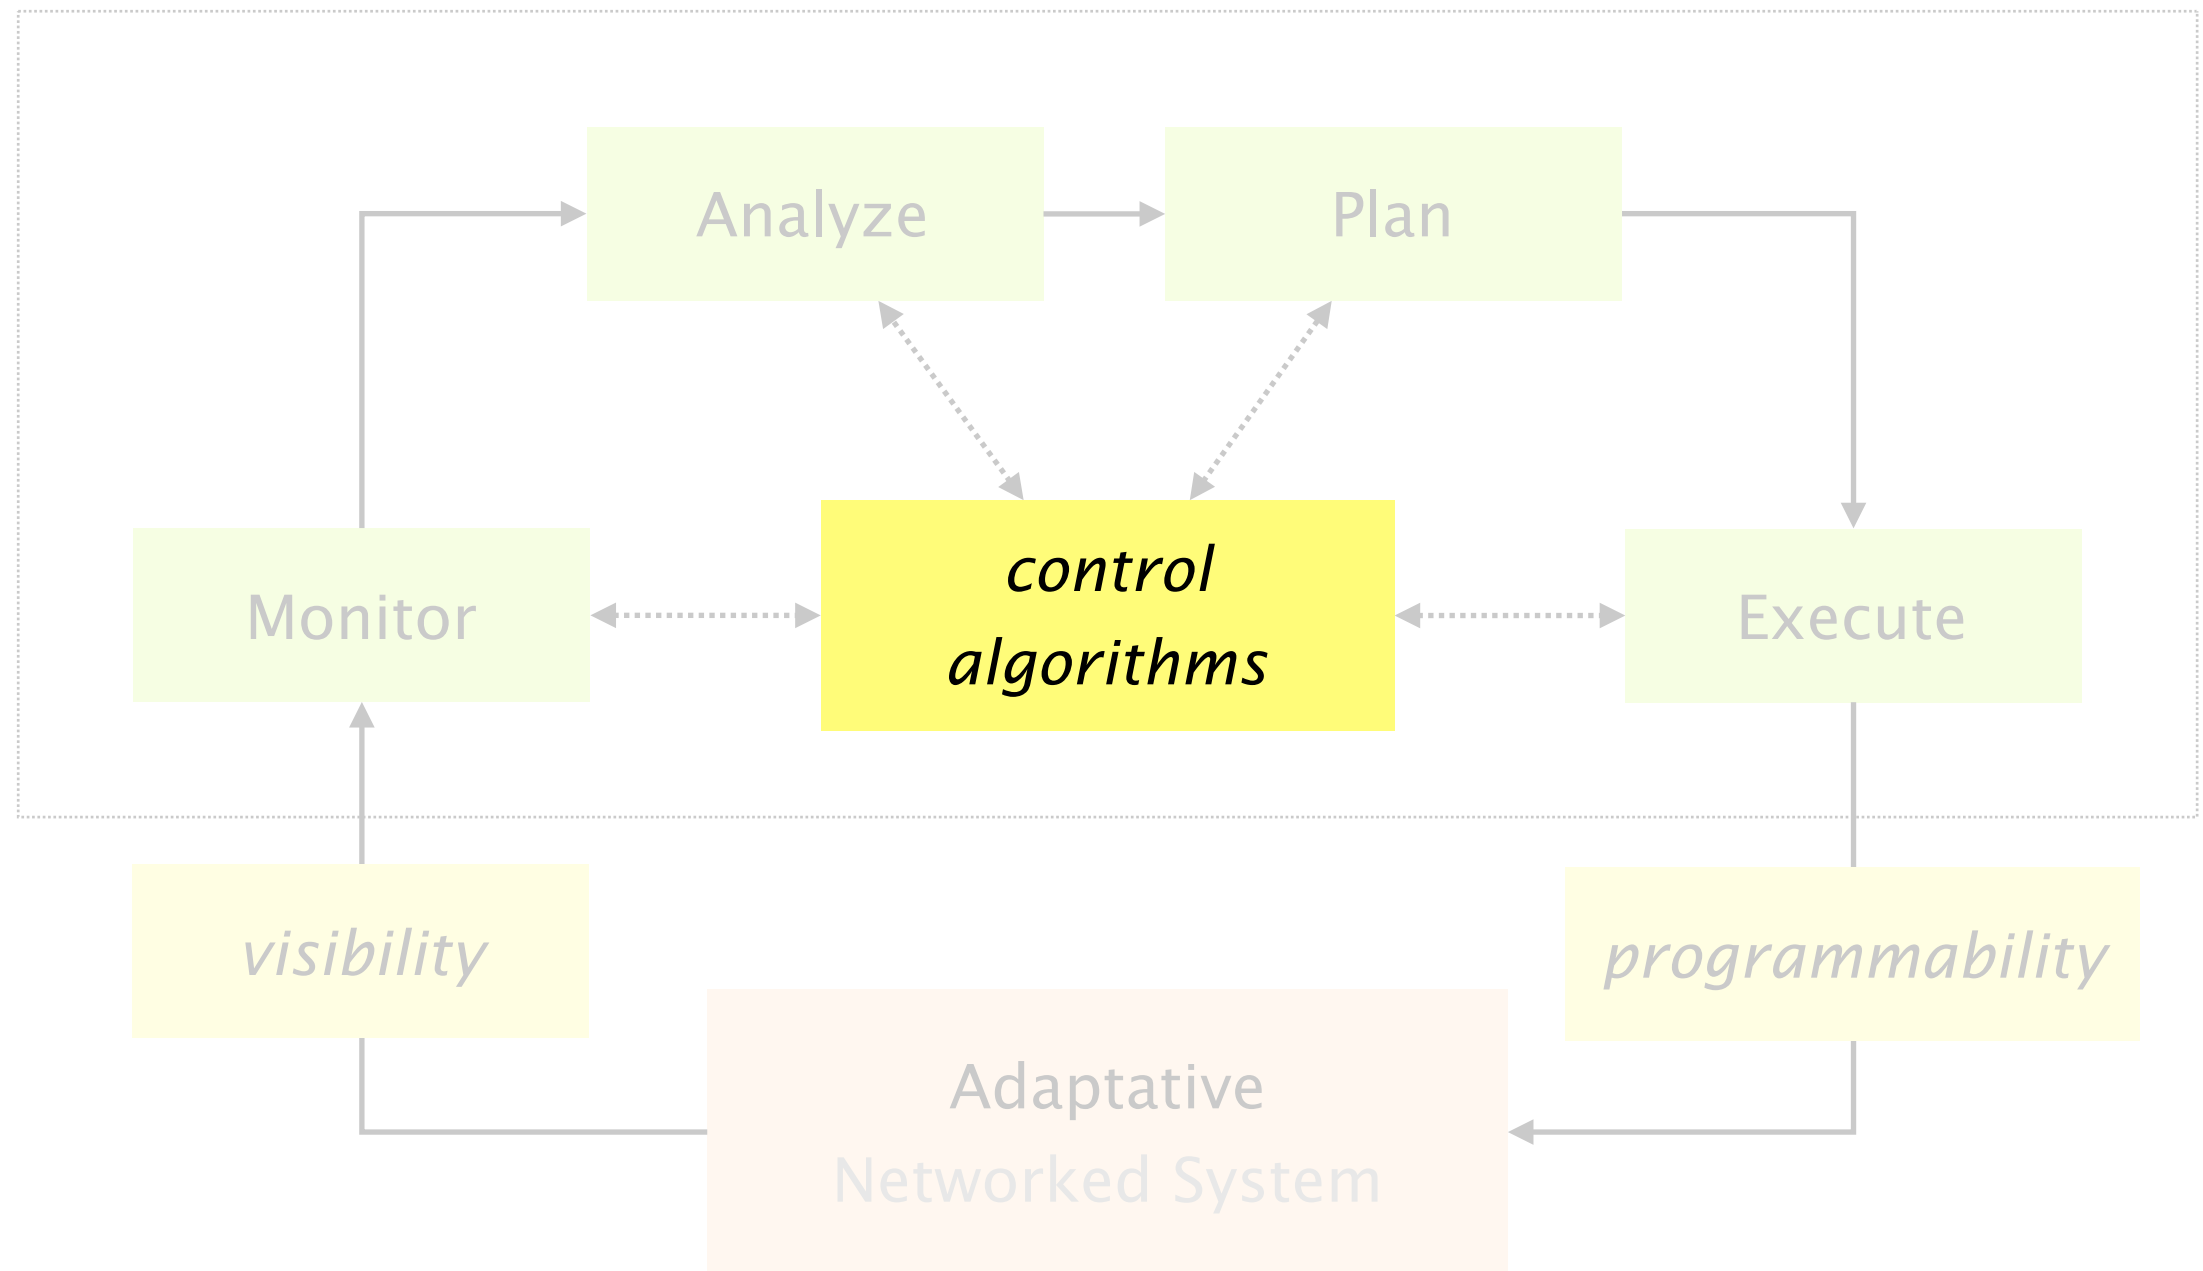 Analyze
Plan
Monitor
control
algorithms
Execute
visibility
programmability
Adaptative
Networked System